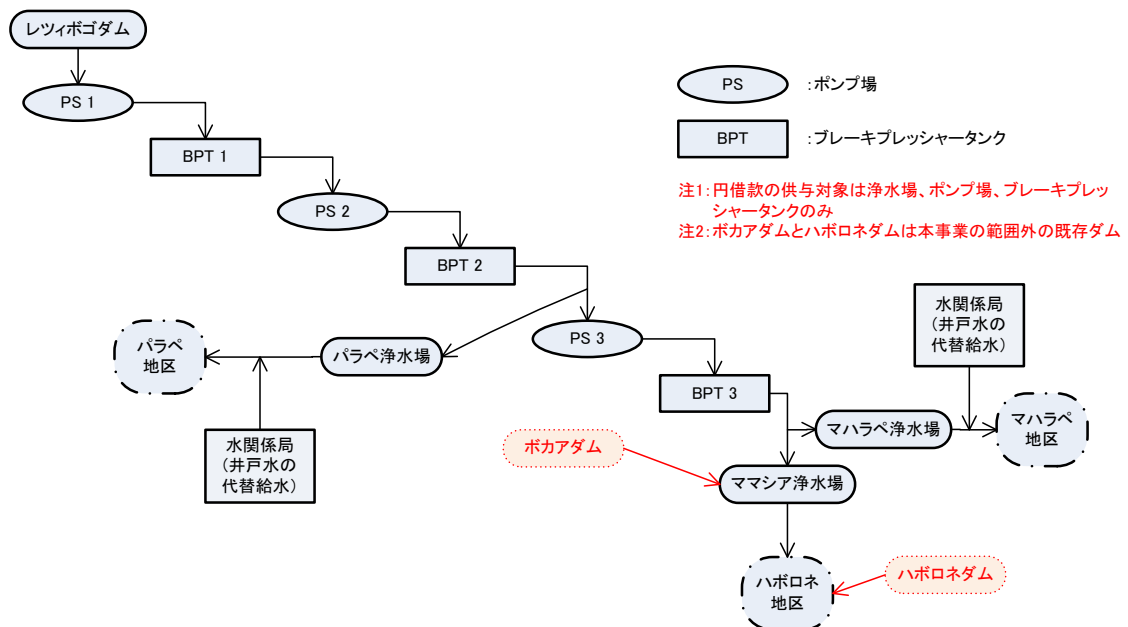 レツィボゴダム
PS 1
BPT 1
PS 2
BPT 2
PS 3
BPT 3
PS
:ポンプ場
BPT
:ブレーキプレッシャータンク
注1:円借款の供与対象は浄水場、ポンプ場、ブレーキプレッ
シャータンクのみ
注2:ボカアダムとハボロネダムは本事業の範囲外の既存ダム
パラペ
地区
パラペ浄水場
水関係局
(井戸水の
代替給水)
水関係局
(井戸水の
代替給水)
マハラペ浄水場
マハラペ
地区
ボカアダム
ママシア浄水場
ハボロネ
地区
ハボロネダム